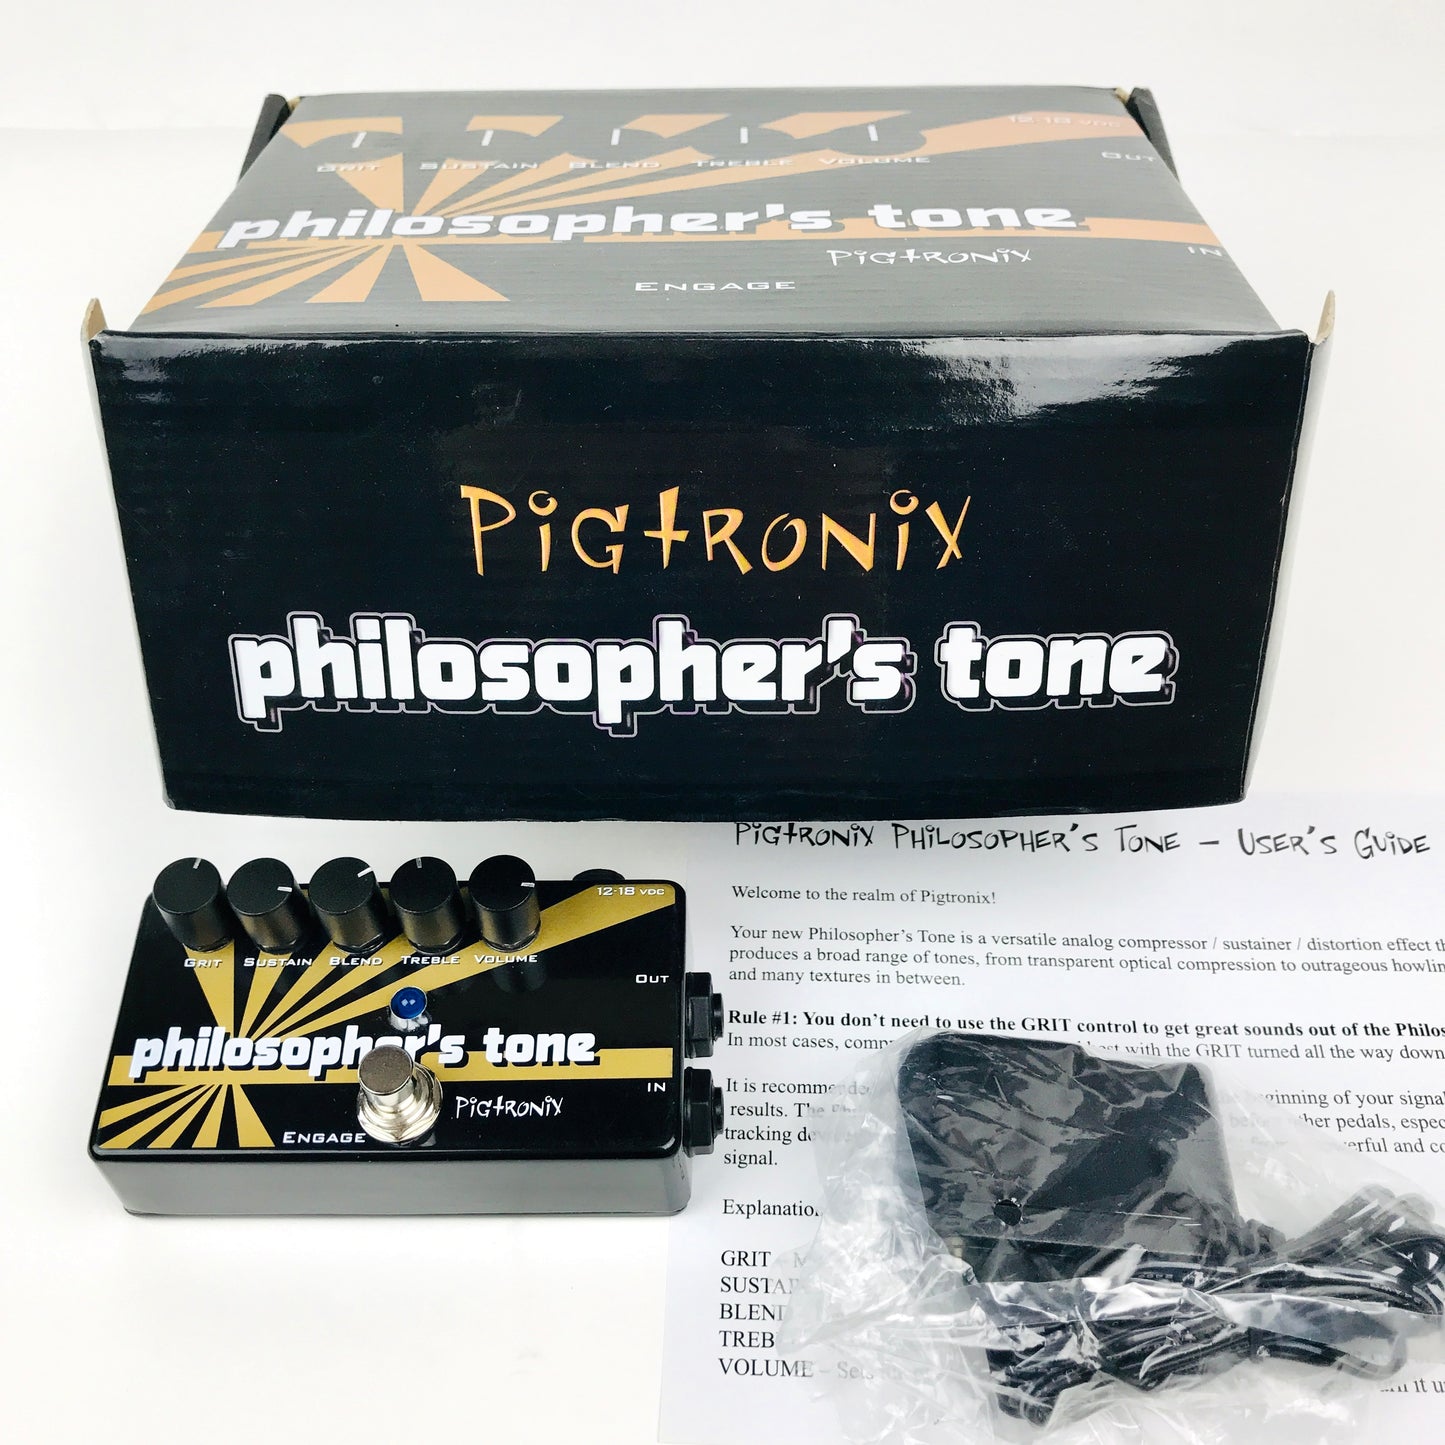 12-18 VDC
GRIT SUSTAIN BLEND TREBLE VOLUME
OUT
philosopher's tone
PIGTRONIX
IN
ENGAGE
PIGTRONIX
philosopher's tone
12-18 VDC
GRIT SUSTAIN BLEND TREBLE VOLUME
OUT
philosopher's tone
IN
PIGTRONIX
ENGAGE
PIGTRONIX PHILOSOPHER'S TONE – USER'S GUIDE
Welcome to the realm of Pigtronix!
Your new Philosopher's Tone is a versatile analog compressor / sustainer / distortion effect
produces a broad range of tones, from transparent optical compression to outrageous
and many textures in between.
Rule #1: You don't need to use the GRIT control to get great sounds out of the
In most cases, with the GRIT turned all the way down
It is
results.
tracking
signal.
of your signal
pedals,
and
GRIT
BLEND
VOLUME –
it